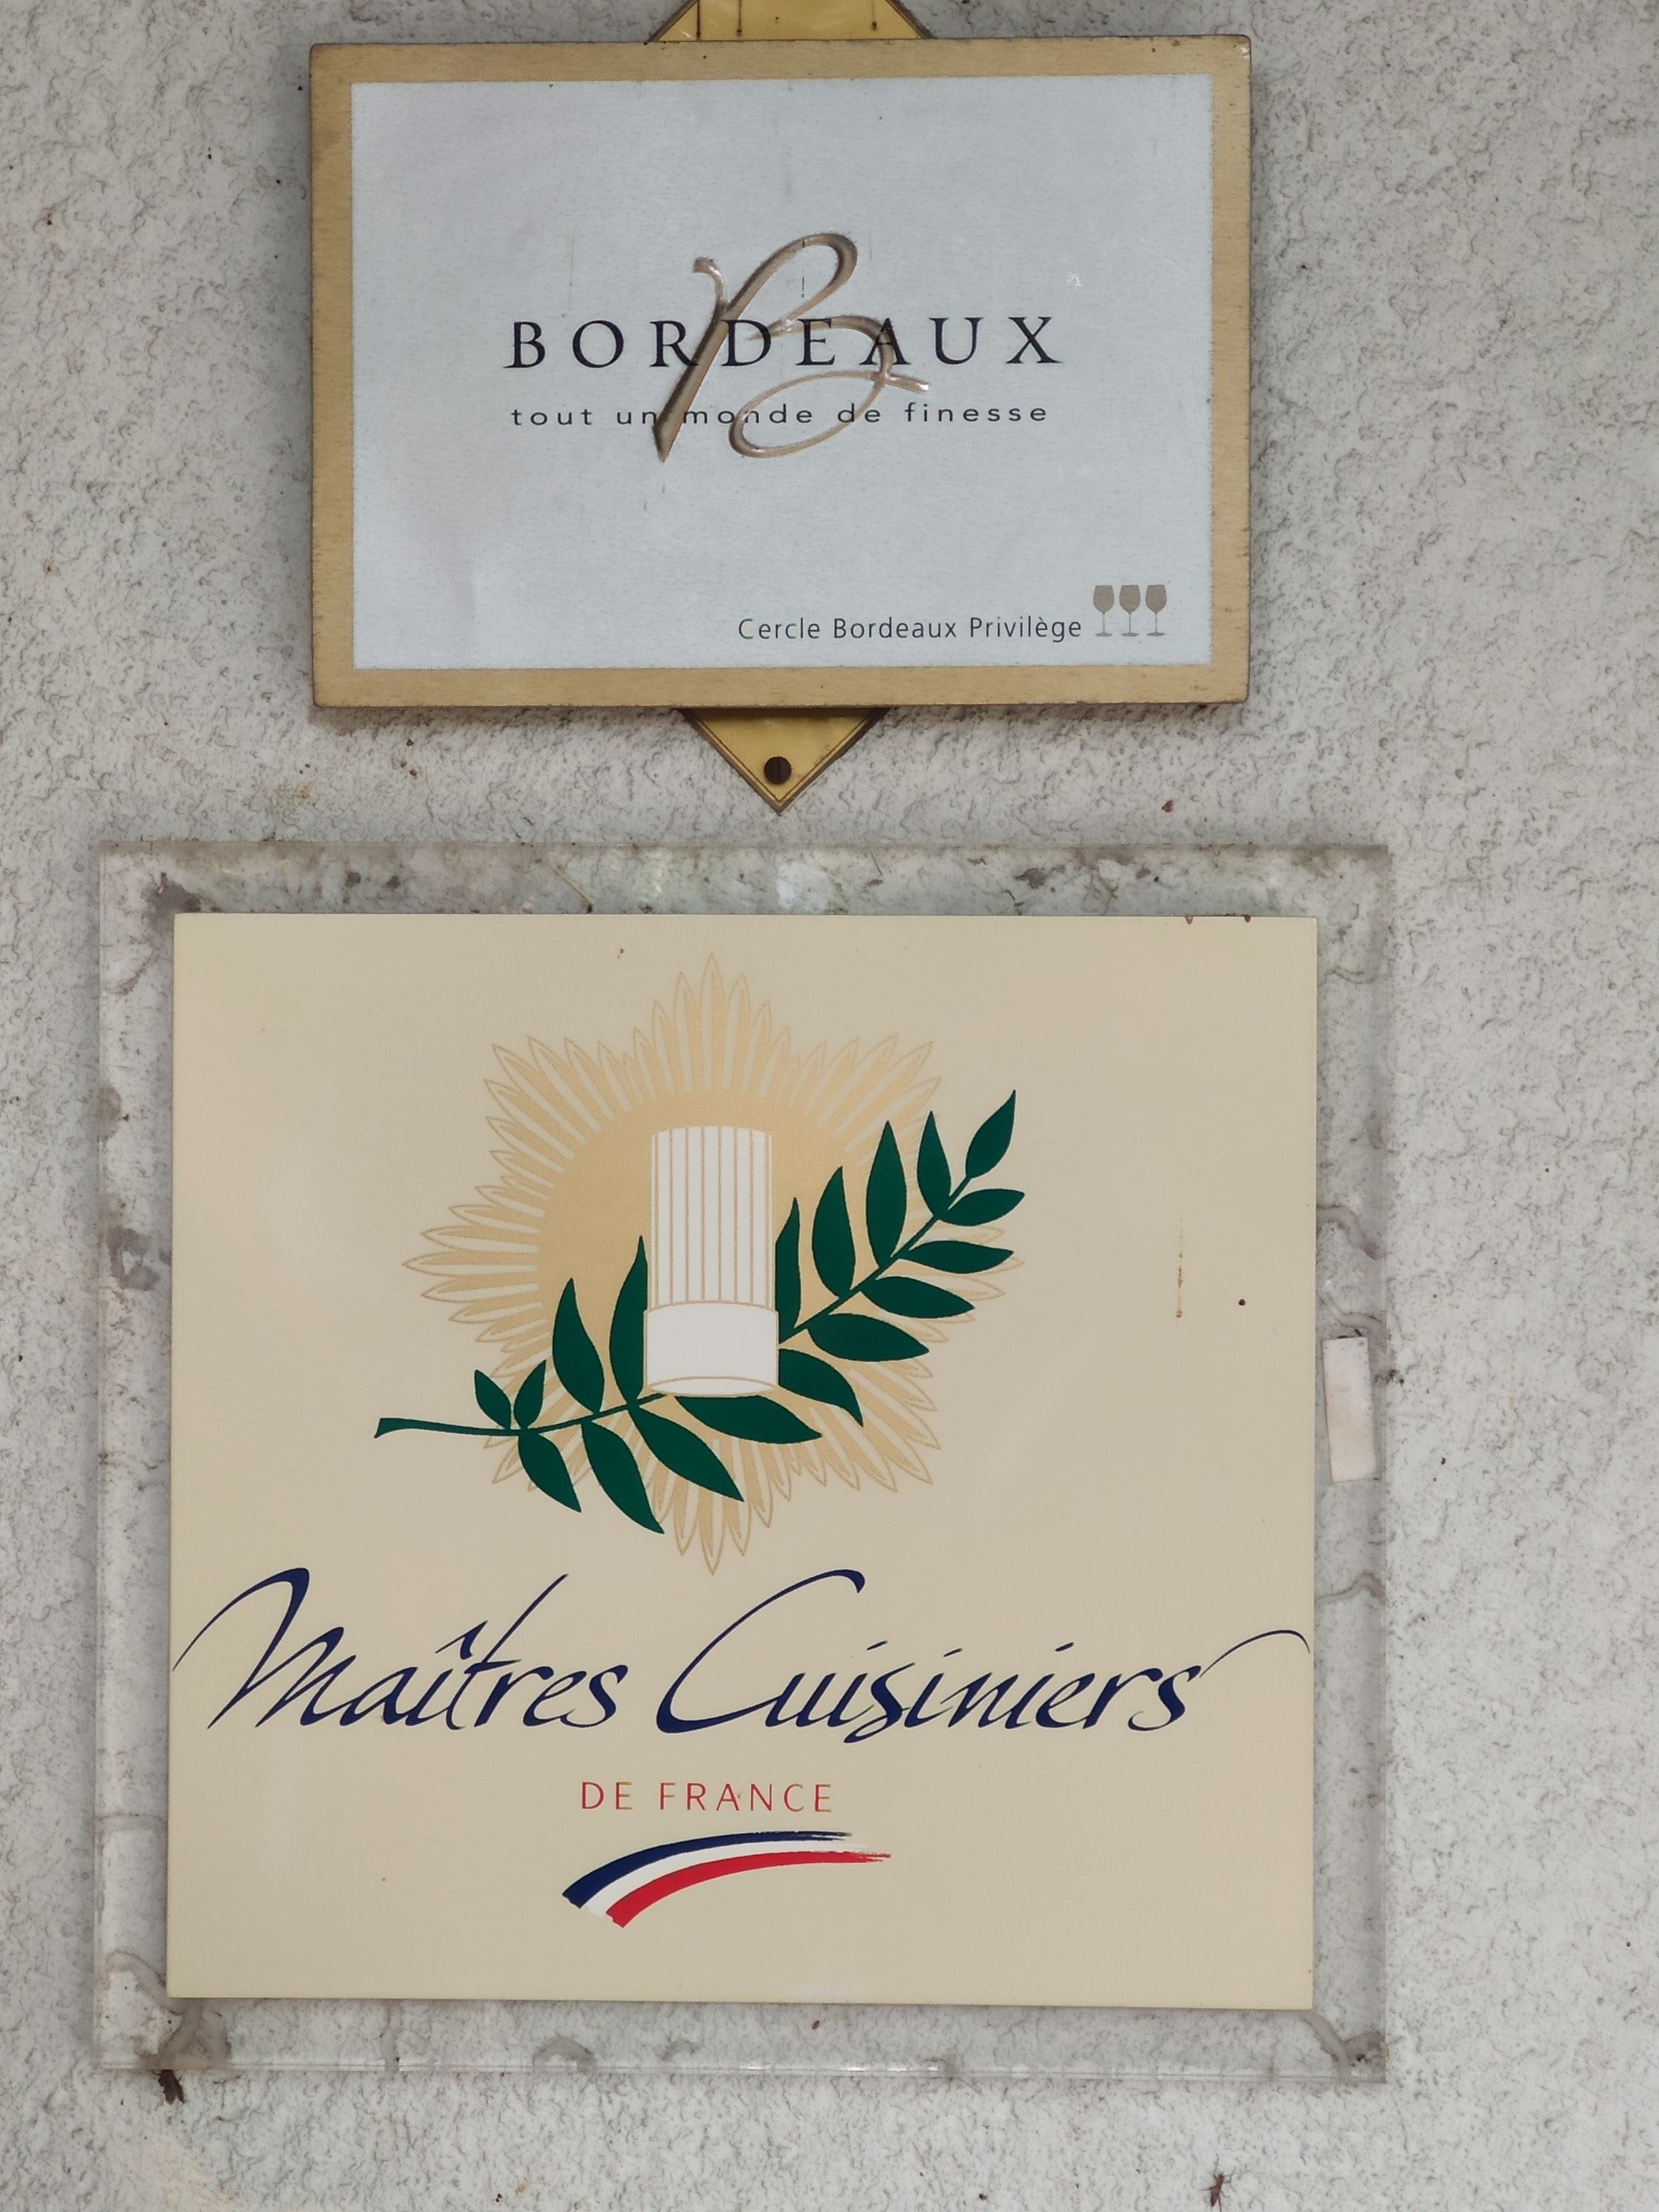 BORDEAUX
tout un monde de finesse
Cercle Bordeaux Privilège
Maîtres Cuisiniers
DE FRANCE